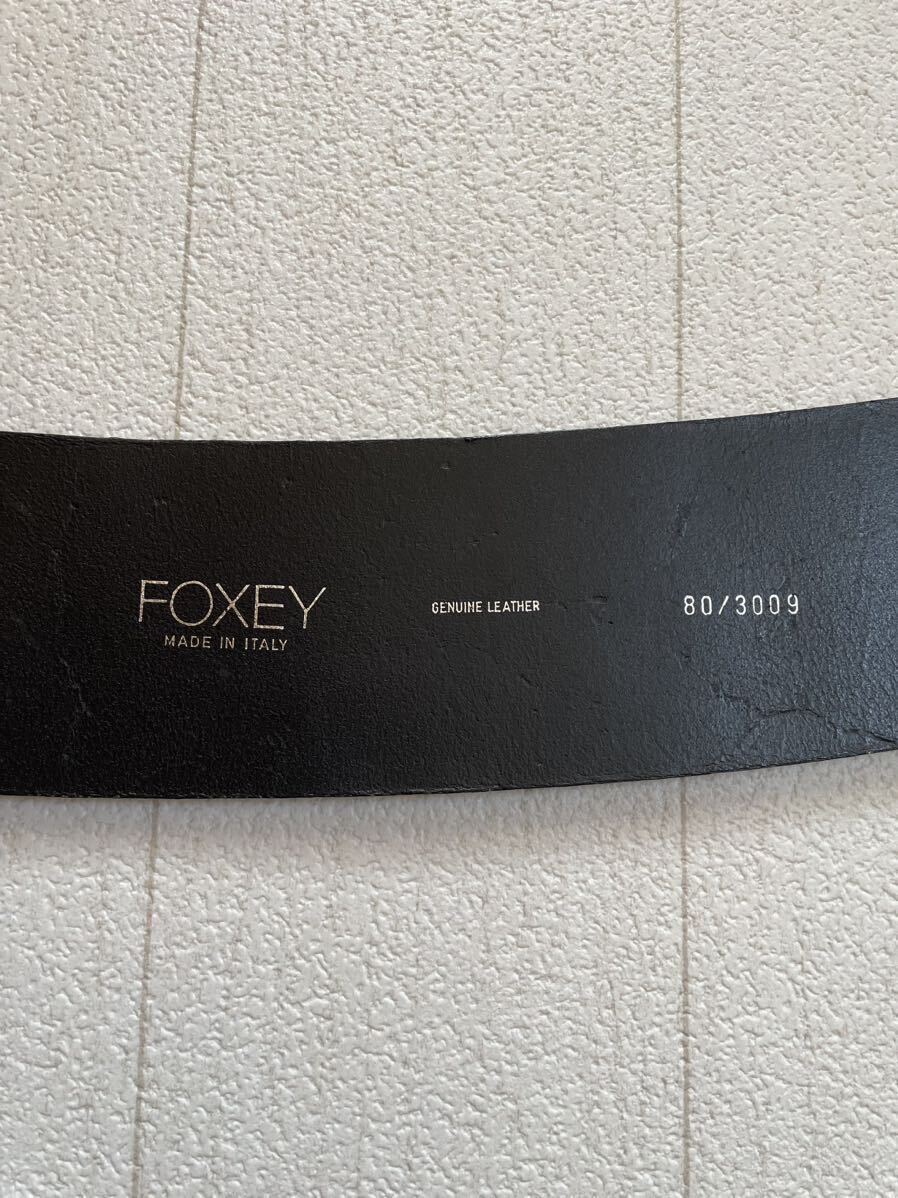 FOXEY
MADE IN ITALY
GENUINE LEATHER
80/3009